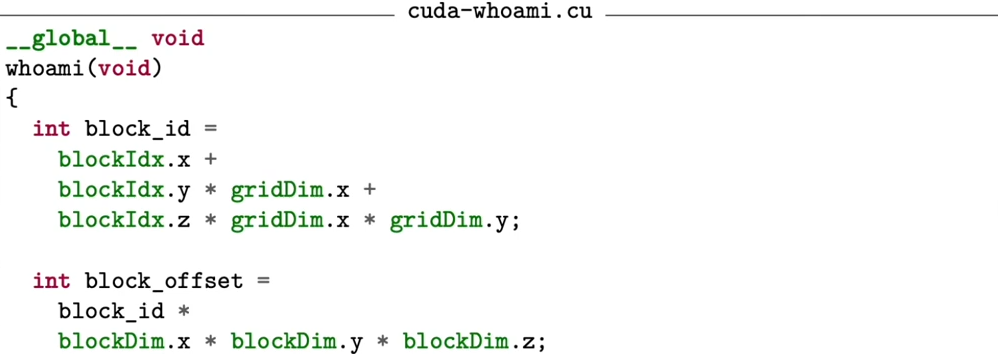 cuda-whoami.cu
__global__ void
whoami(void)
{
  int block_id =
    blockIdx.x +
    blockIdx.y * gridDim.x +
    blockIdx.z * gridDim.x * gridDim.y;

  int block_offset =
    block_id *
    blockDim.x * blockDim.y * blockDim.z;